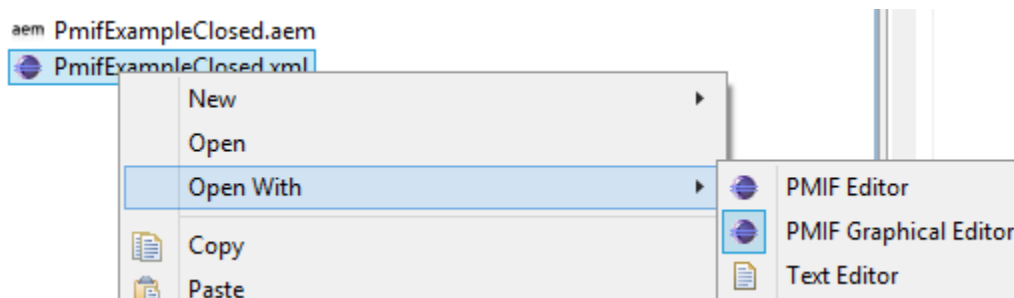 aem PmifExampleClosed.aem
PmifExampleClosed.xml
New
Open
Open With
PMIF Editor
PMIF Graphical Editor
Copy
Text Editor
Paste